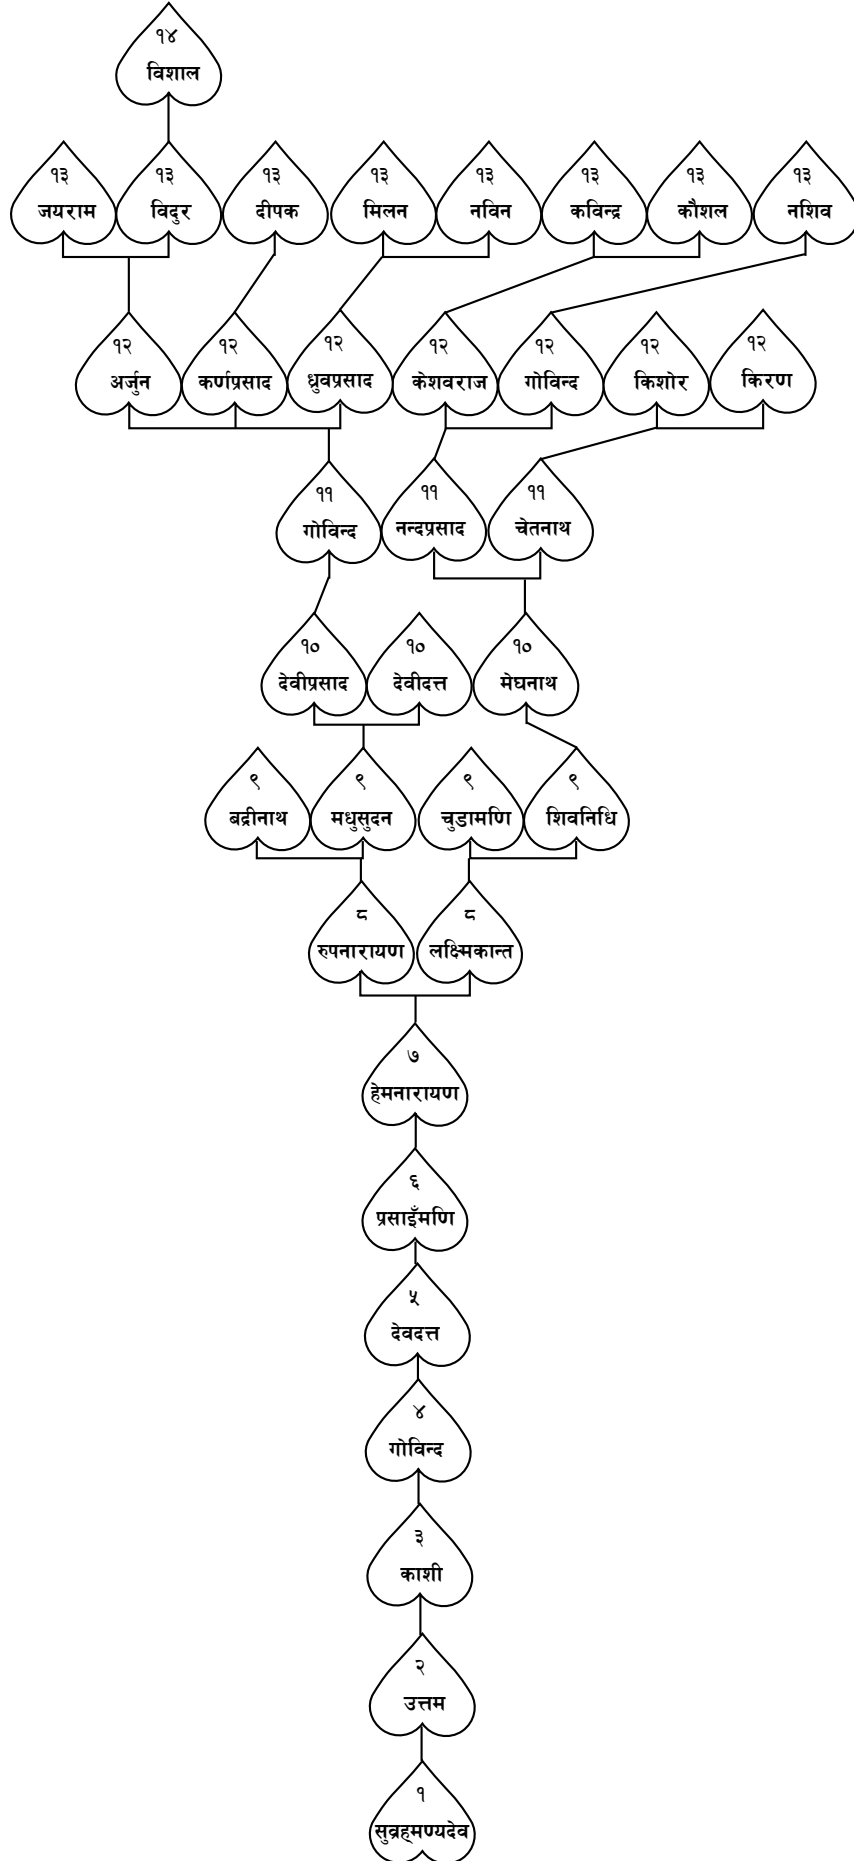 १४
विशाल
१३
जयराम
१३
विदुर
१३
दीपक
१३
मिलन
१३
नविन
१३
कविन्द्र
१३
कौशल
१३
नशिव
१२
अर्जुन
१२
कर्णप्रसाद
१२
ध्रुवप्रसाद
१२
केशवराज
१२
गोविन्द
१२
किशोर
१२
किरण
११
गोविन्द
११
नन्दप्रसाद
११
चेतनाथ
१०
देवीप्रसाद
१०
देवीदत्त
१०
मेघनाथ
९
बद्रीनाथ
९
मधुसुदन
९
चुडामणि
९
शिवनिधि
८
रुपनारायण
८
लक्ष्मिकान्त
७
हेमनारायण
६
प्रसाइँमणि
५
देवदत्त
४
गोविन्द
३
काशी
२
उत्तम
१
सुब्रह्मण्यदेव